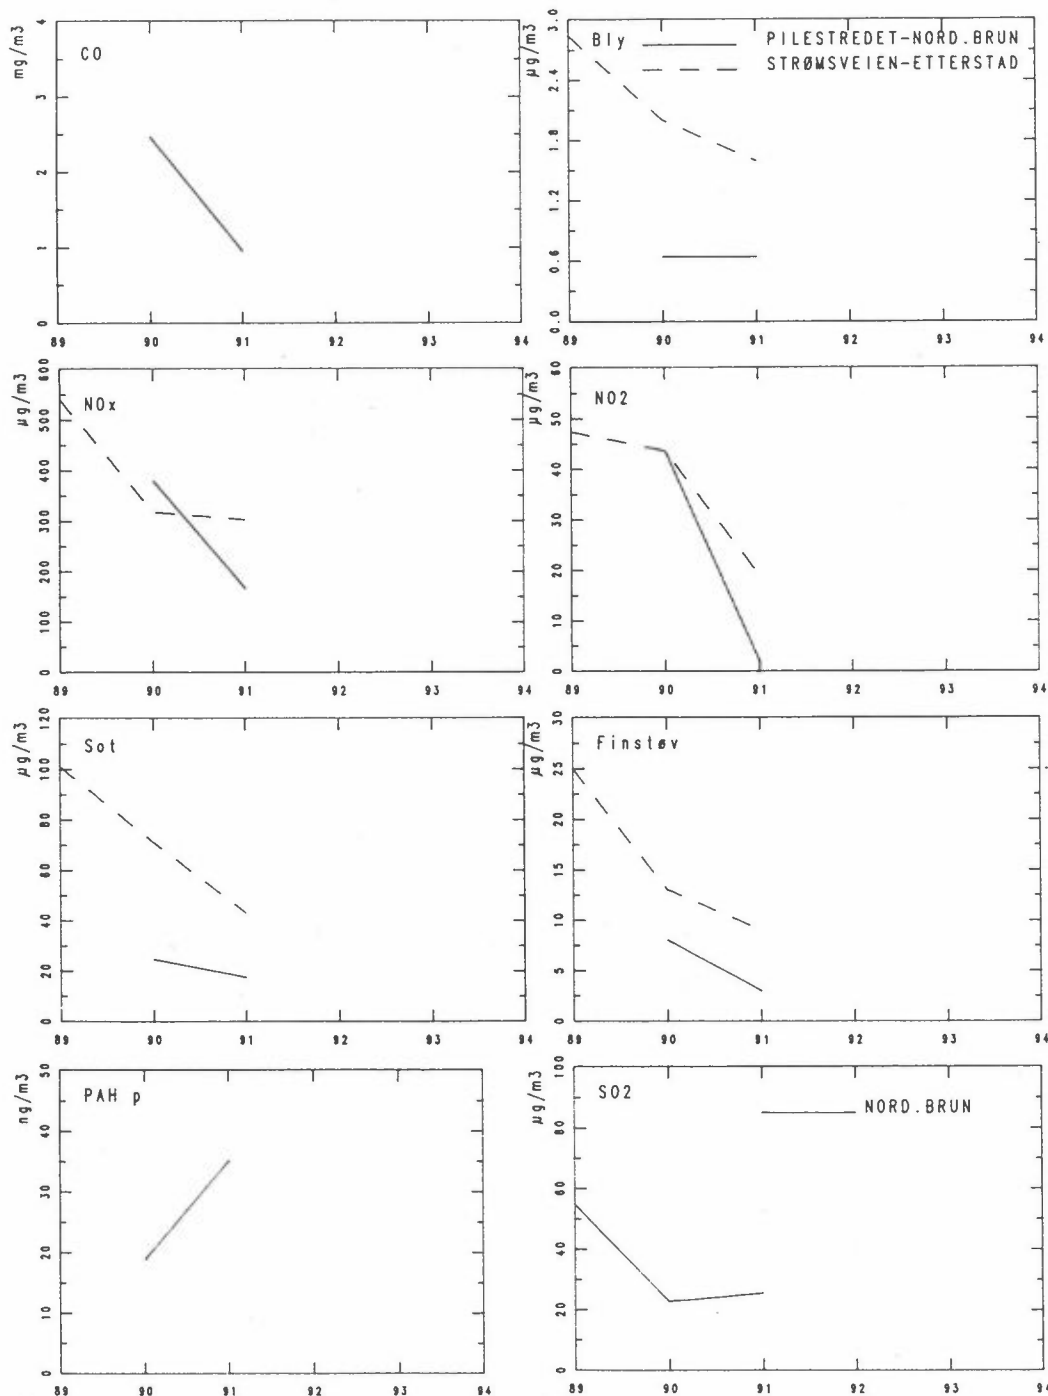 mg/m3
4
3
2
1
0
CO
89 90 91 92 93 94
µg/m3
3.0
2.4
1.8
1.2
0.6
0.0
Bly
PILESTREDET-NORD.BRUN
STRØMSVEIEN-ETTERSTAD
89 90 91 92 93 94
µg/m3
600
500
400
300
200
100
0
NOx
89 90 91 92 93 94
µg/m3
60
50
40
30
20
10
0
NO2
89 90 91 92 93 94
µg/m3
120
100
80
60
40
20
0
Sot
89 90 91 92 93 94
µg/m3
30
25
20
15
10
5
0
Finstøv
89 90 91 92 93 94
ng/m3
50
40
30
20
10
0
PAH p
89 90 91 92 93 94
µg/m3
100
80
60
40
20
0
SO2
NORD.BRUN
89 90 91 92 93 94